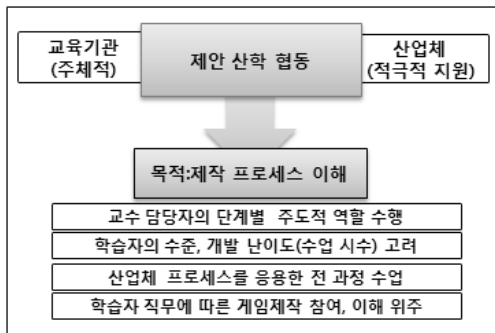 교육기관
(주체적)
제안 산학 협동
산업체
(적극적 지원)
목적:제작 프로세스 이해
교수 담당자의 단계별 주도적 역할 수행
학습자의 수준, 개발 난이도(수업 시수) 고려
산업체 프로세스를 응용한 전 과정 수업
학습자 직무에 따른 게임제작 참여, 이해 위주